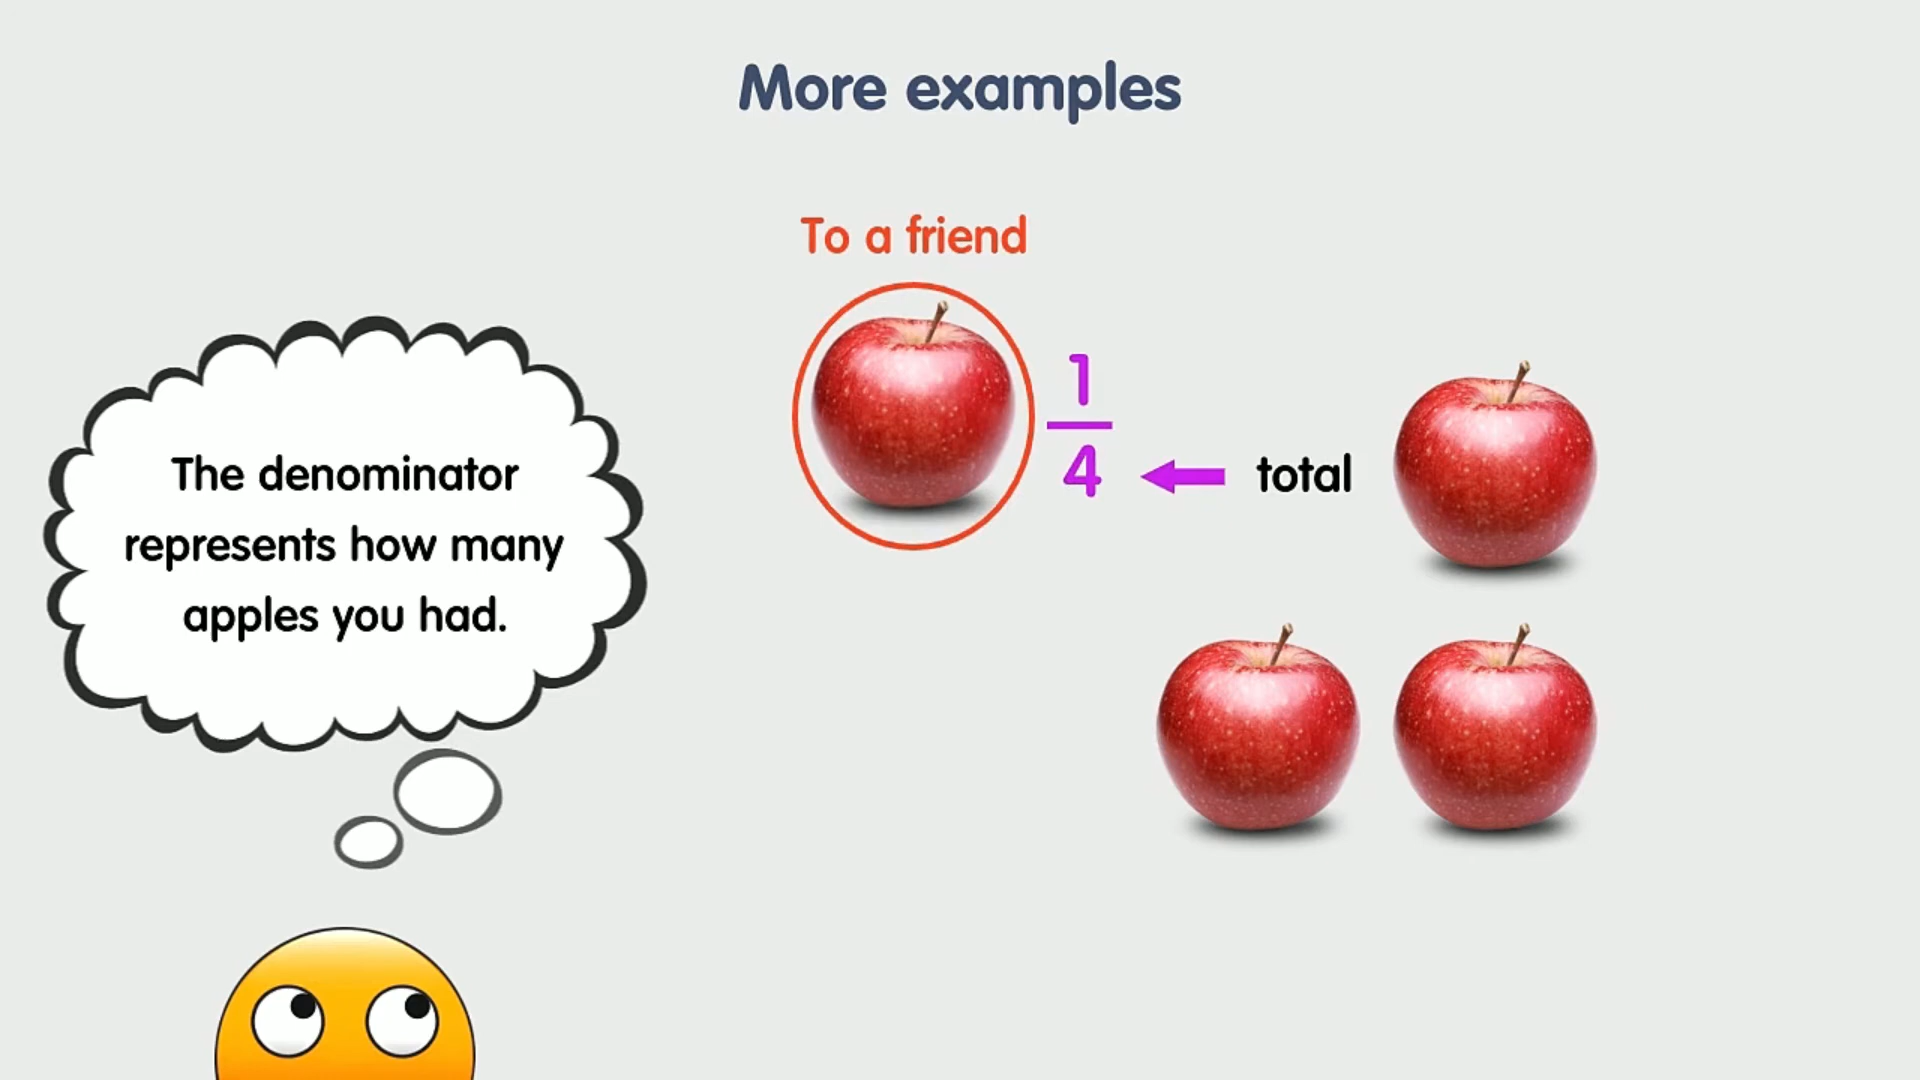 More examples
To a friend
1
4
total
The denominator
represents how many
apples you had.